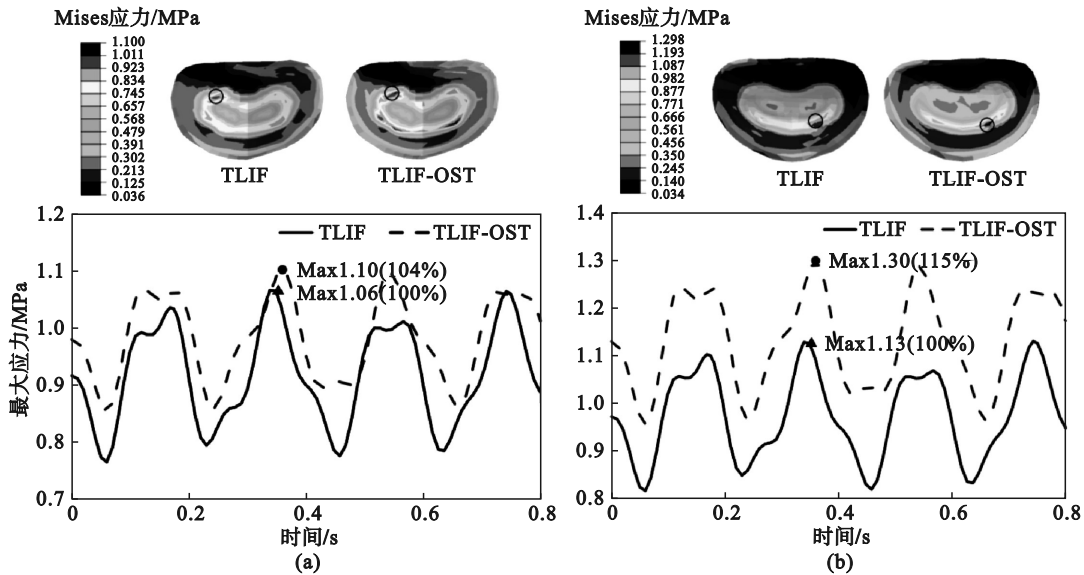 Mises应力/MPa
1.100
1.011
0.923
0.834
0.745
0.657
0.568
0.479
0.391
0.302
0.213
0.125
0.036
TLIF
TLIF-OST
1.2
1.1
1.0
0.9
0.8
0.7
最大应力/MPa
TLIF
TLIF-OST
Max1.10(104%)
Max1.06(100%)
0
0.2
0.4
0.6
0.8
时间/s
(a)
Mises应力/MPa
1.298
1.193
1.087
0.982
0.877
0.771
0.666
0.561
0.456
0.350
0.245
0.140
0.034
TLIF
TLIF-OST
1.4
1.3
1.2
1.1
1.0
0.9
0.8
TLIF
TLIF-OST
Max1.30(115%)
Max1.13(100%)
0
0.2
0.4
0.6
0.8
时间/s
(b)